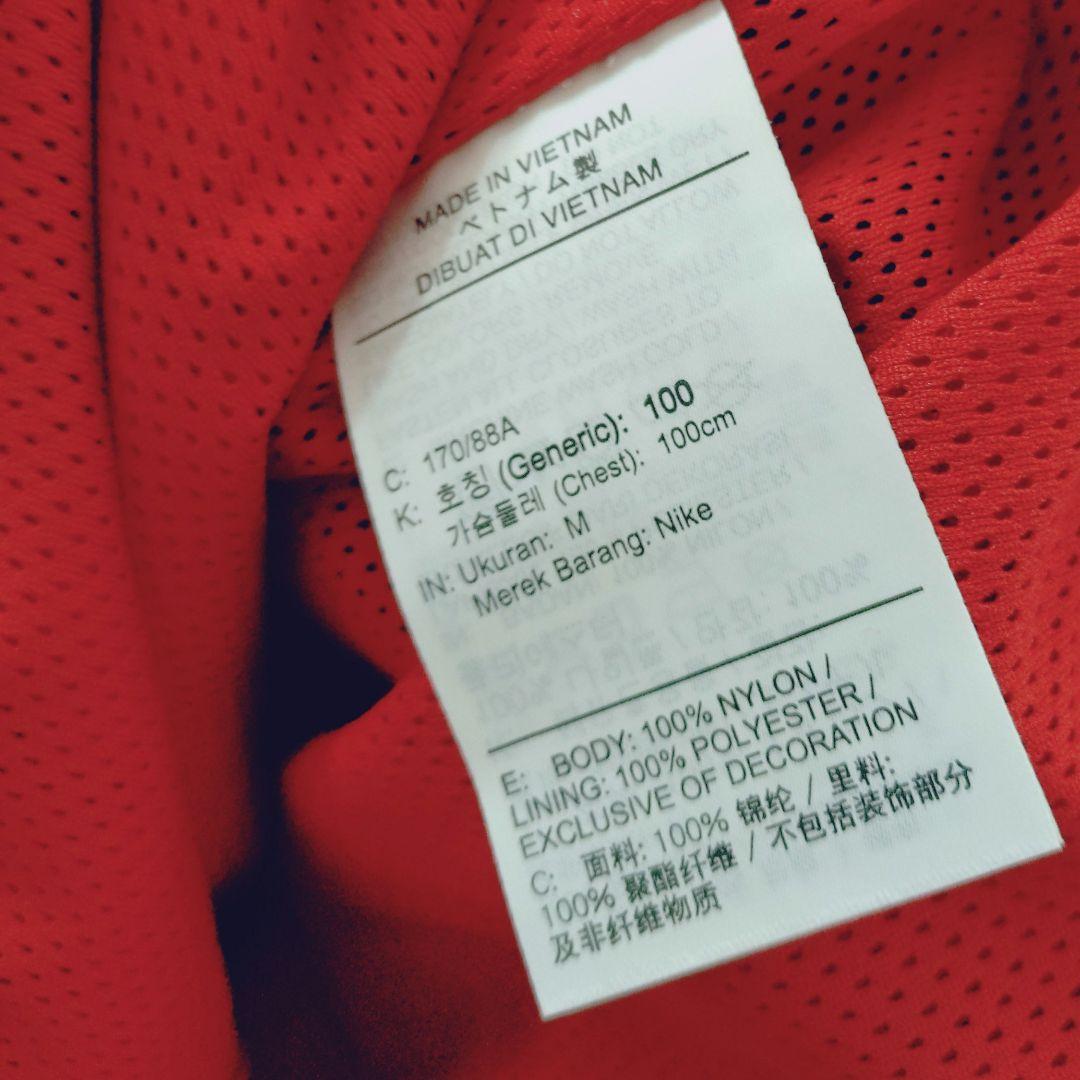 MADE IN VIETNAM
ベトナム製
DIBUAT DI VIETNAM
C: 170/88A
K: 호칭 (Generic): 100
가슴둘레 (Chest): 100cm
IN: Ukuran: M
Merek Barang: Nike
E: BODY: 100% NYLON /
LINING: 100% POLYESTER /
EXCLUSIVE OF DECORATION
C: 面料: 100% 锦纶 / 里料:
100% 聚酯纤维 / 不包括装饰部分
及非纤维物质